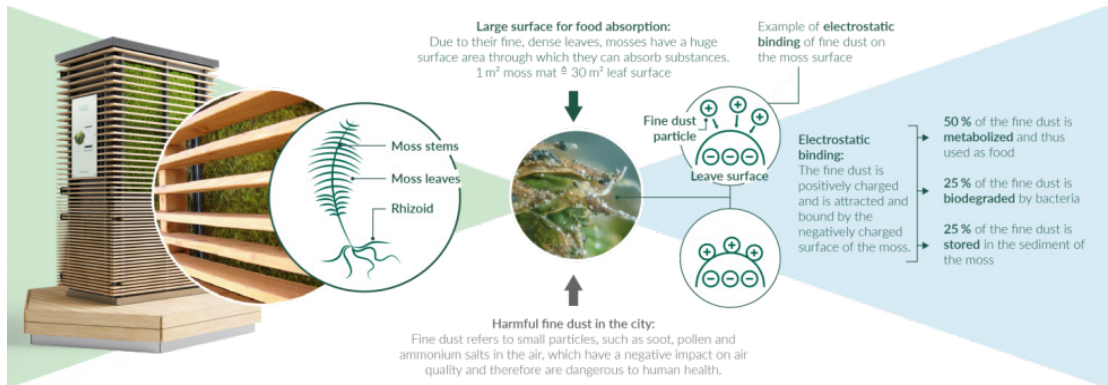 Large surface for food absorption:
Due to their fine, dense leaves, mosses have a huge
surface area through which they can absorb substances.
1 m² moss mat ≙ 30 m² leaf surface
Example of electrostatic
binding of fine dust on
the moss surface
Moss stems
Moss leaves
Rhizoid
Fine dust
particle
Leave surface
Electrostatic
binding:
The fine dust is
positively charged
and is attracted and
bound by the
negatively charged
surface of the moss.
50 % of the fine dust is
metabolized and thus
used as food
25 % of the fine dust is
biodegraded by bacteria
25 % of the fine dust is
stored in the sediment of
the moss
Harmful fine dust in the city:
Fine dust refers to small particles, such as soot, pollen and
ammonium salts in the air, which have a negative impact on air
quality and therefore are dangerous to human health.